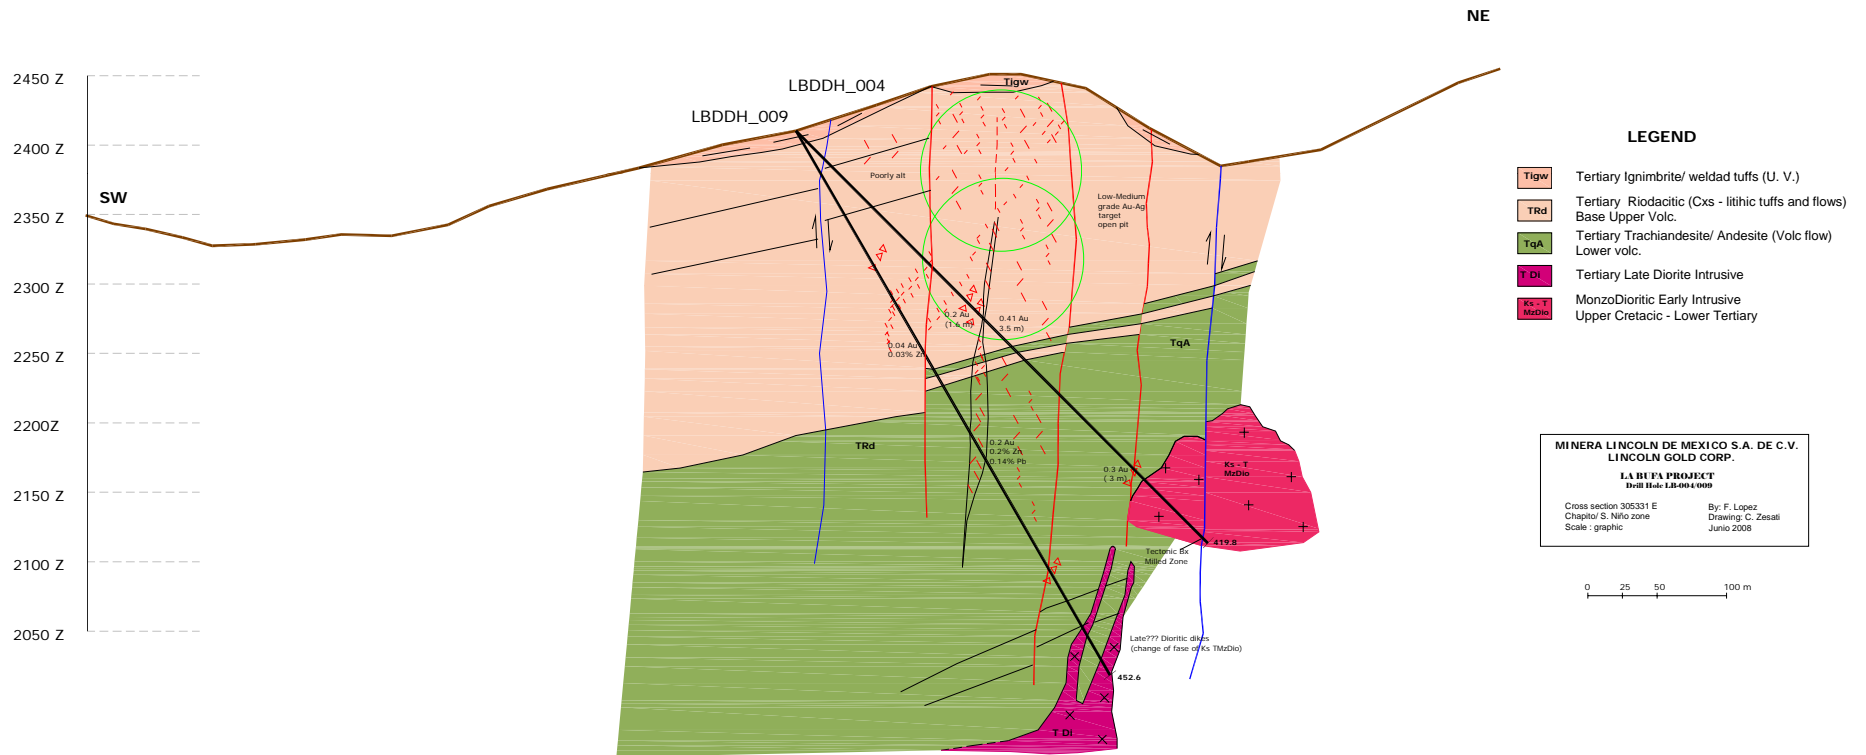 NE
2450 Z
Tigw
LBDDH_004
LBDDH_009
2400 Z
Poorly alt
SW
Low-Medium
grade Au-Ag
target
open pit
2350 Z
2300 Z
0.2 Au
(1.6 m)
0.41 Au
3.5 m)
0.04 Au
0.03% Zn
TqA
2250 Z
2200Z
TRd
0.2 Au
0.2% Zn
0.14% Pb
0.3 Au
( 3 m)
Ks - T
MzDio
2150 Z
419.8
Tectonic Bx
Milled Zone
2100 Z
2050 Z
Late??? Dioritic dikes
(change of fase of Ks TMzDio)
452.6
T Di
LEGEND
Tigw
Tertiary Ignimbrite/ weldad tuffs (U. V.)
TRd
Tertiary Riodacitic (Cxs - litihic tuffs and flows)
Base Upper Volc.
TqA
Tertiary Trachiandesite/ Andesite (Volc flow)
Lower volc.
T Di
Tertiary Late Diorite Intrusive
Ks - T
MzDio
MonzoDioritic Early Intrusive
Upper Cretacic - Lower Tertiary
MINERA LINCOLN DE MEXICO S.A. DE C.V.
LINCOLN GOLD CORP.
LA BUFA PROJECT
Drill Hole LB-004/009
Cross section 305331 E
Chapito/ S. Niño zone
Scale : graphic
By: F. Lopez
Drawing: C. Zesati
Junio 2008
0 25 50 100 m